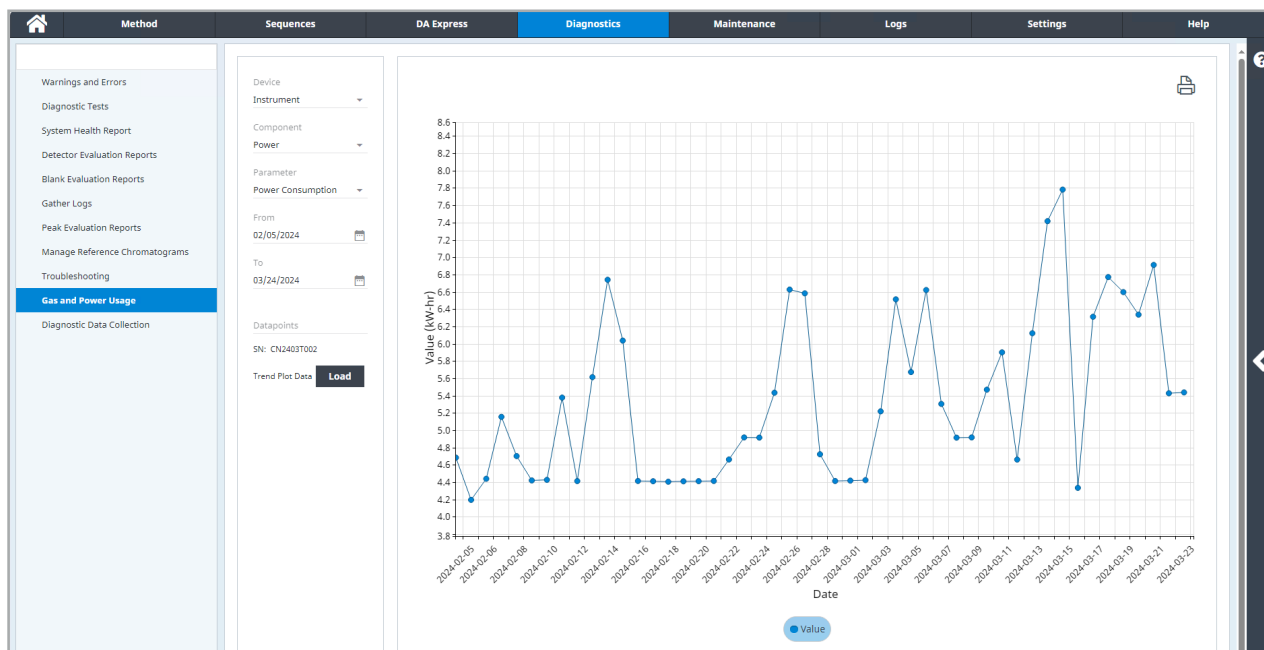 Method Sequences DA Express Diagnostics Maintenance Logs Settings Help
Warnings and Errors
Diagnostic Tests
System Health Report
Detector Evaluation Reports
Blank Evaluation Reports
Gather Logs
Peak Evaluation Reports
Manage Reference Chromatograms
Troubleshooting
Gas and Power Usage
Diagnostic Data Collection
Device
Instrument
Component
Power
Parameter
Power Consumption
From
02/05/2024
To
03/24/2024
Datapoints
SN: CN2403T002
Trend Plot Data Load
?
Value (kW-hr)
8.6
8.4
8.2
8.0
7.8
7.6
7.4
7.2
7.0
6.8
6.6
6.4
6.2
6.0
5.8
5.6
5.4
5.2
5.0
4.8
4.6
4.4
4.2
4.0
3.8
2024-02-05
2024-02-06
2024-02-08
2024-02-10
2024-02-12
2024-02-14
2024-02-16
2024-02-18
2024-02-20
2024-02-22
2024-02-24
2024-02-26
2024-02-28
2024-03-01
2024-03-03
2024-03-05
2024-03-07
2024-03-09
2024-03-11
2024-03-13
2024-03-15
2024-03-17
2024-03-19
2024-03-21
2024-03-23
Date
Value